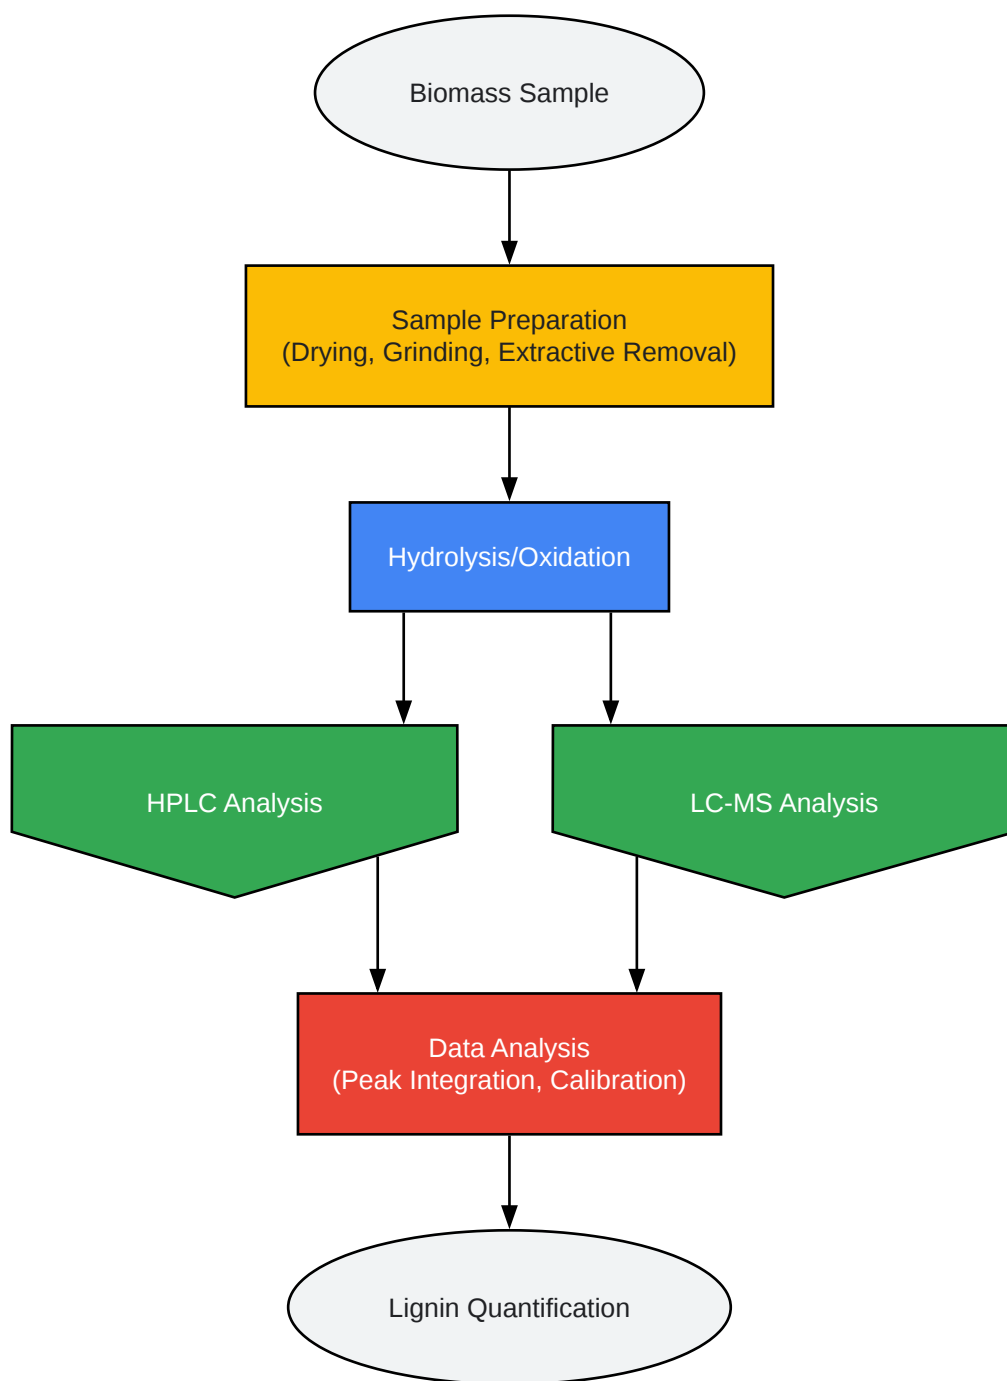 Biomass Sample
Sample Preparation
(Drying, Grinding, Extractive Removal)
Hydrolysis/Oxidation
HPLC Analysis
LC-MS Analysis
Data Analysis
(Peak Integration, Calibration)
Lignin Quantification